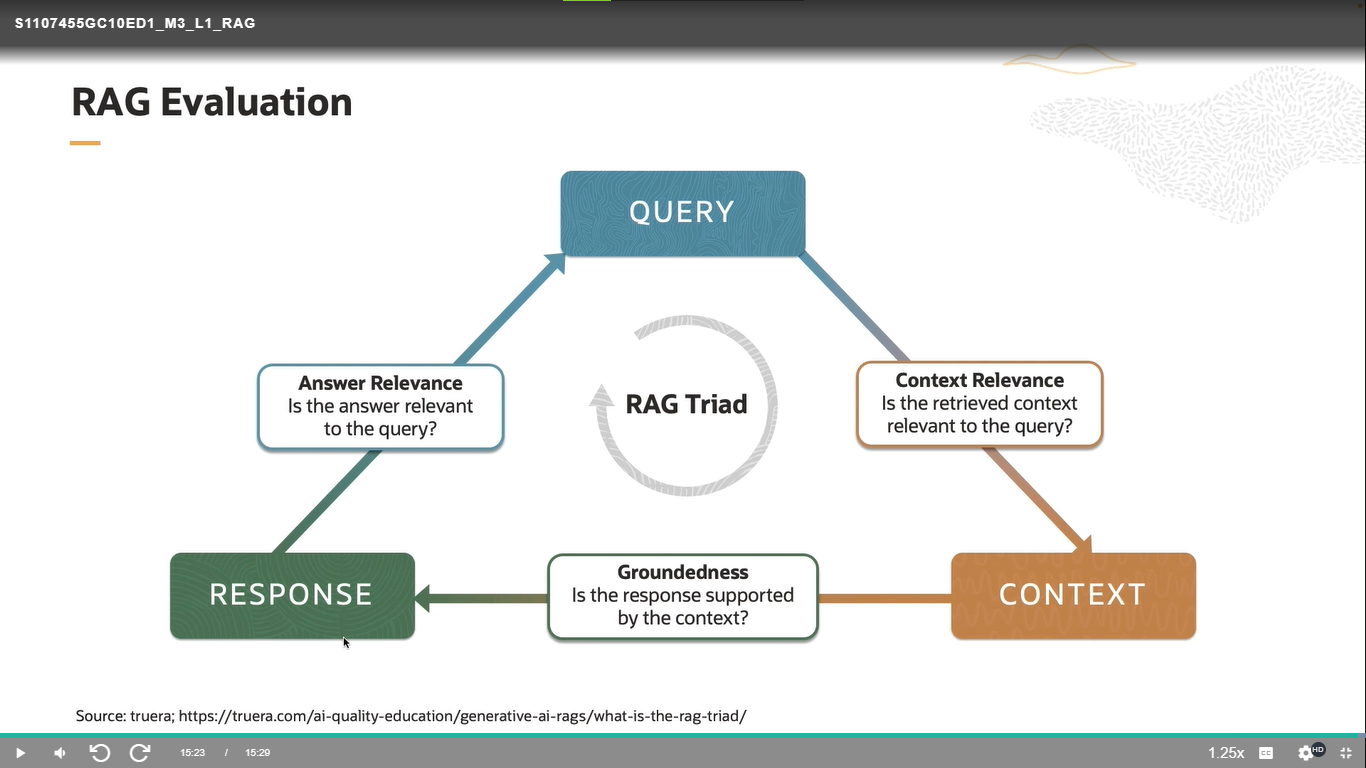 S1107455GC10ED1_M3_L1_RAG
RAG Evaluation
QUERY
Answer Relevance
Is the answer relevant
to the query?
RAG Triad
Context Relevance
Is the retrieved context
relevant to the query?
RESPONSE
Groundedness
Is the response supported
by the context?
CONTEXT
Source: truera; https://truera.com/ai-quality-education/generative-ai-rags/what-is-the-rag-triad/
15:23 / 15:29
1.25x
CC
HD